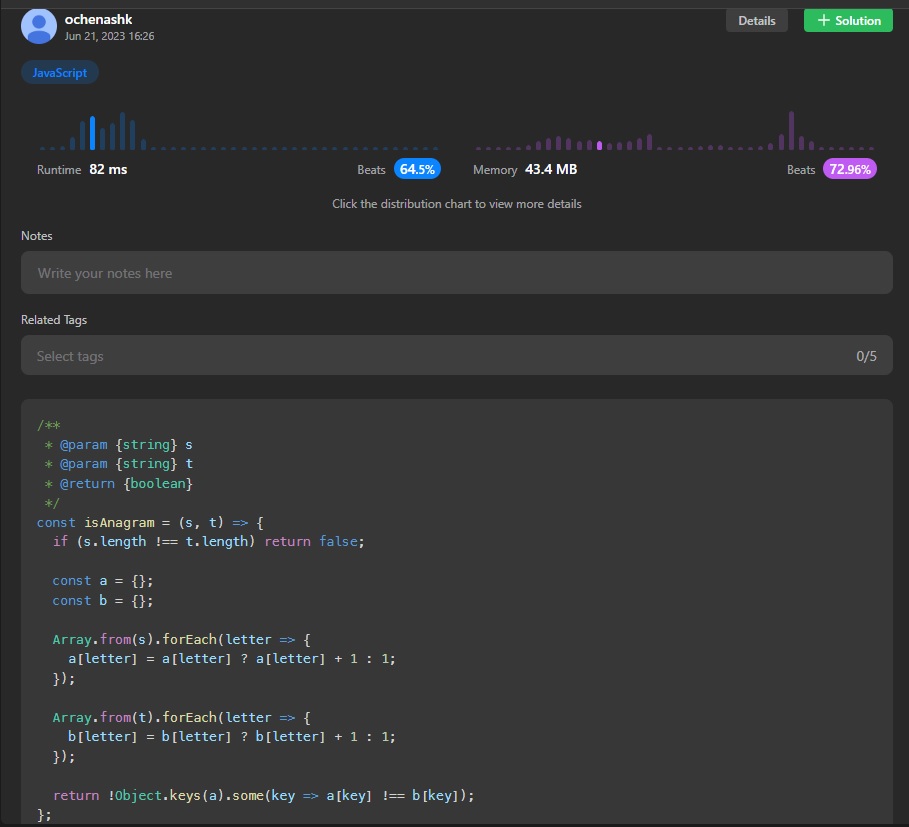 ochenashk
Jun 21, 2023 16:26
Details
+ Solution
JavaScript
Runtime 82 ms Beats 64.5%
Memory 43.4 MB Beats 72.96%
Click the distribution chart to view more details
Notes
Write your notes here
Related Tags
Select tags 0/5
/**
 * @param {string} s
 * @param {string} t
 * @return {boolean}
 */
const isAnagram = (s, t) => {
  if (s.length !== t.length) return false;
  const a = {};
  const b = {};
  Array.from(s).forEach(letter => {
    a[letter] = a[letter] ? a[letter] + 1 : 1;
  });
  Array.from(t).forEach(letter => {
    b[letter] = b[letter] ? b[letter] + 1 : 1;
  });
  return !Object.keys(a).some(key => a[key] !== b[key]);
};